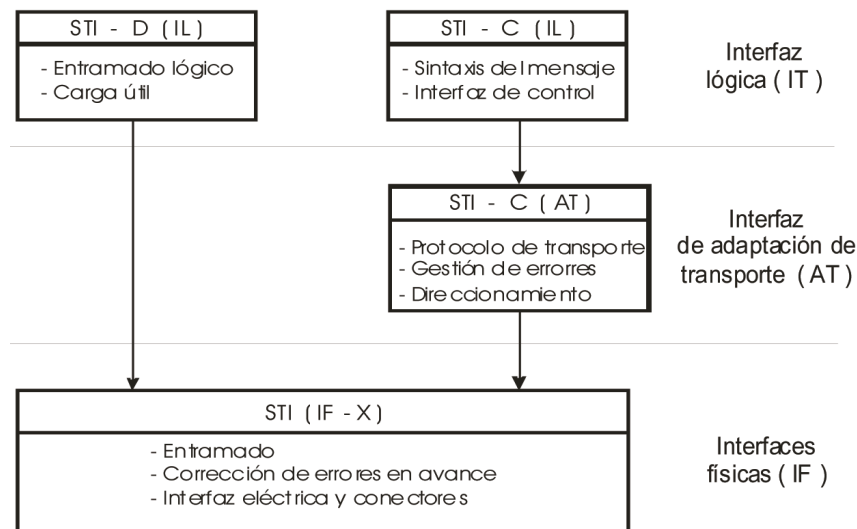 STI - D ( IL )
- Entramado lógico
- Carga útil
STI - C ( IL )
- Sintaxis del mensaje
- Interfaz de control
Interfaz
lógica ( IT )
STI - C ( AT )
- Protocolo de transporte
- Gestión de errorres
- Direccionamiento
Interfaz
de adaptación de
transporte ( AT )
STI ( IF - X )
- Entramado
- Corrección de errores en avance
- Interfaz eléctrica y conectores
Interfaces
físicas ( IF )